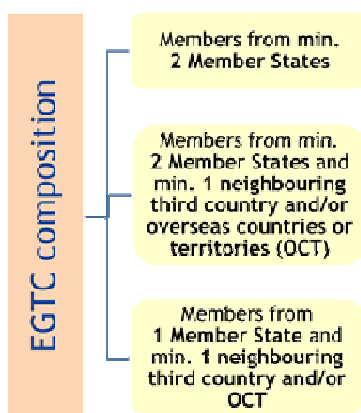 EGTC composition
Members from min.
2 Member States
Members from min.
2 Member States and
min. 1 neighbouring
third country and/or
overseas countries or
territories (OCT)
Members from
1 Member State and
min. 1 neighbouring
third country and/or
OCT